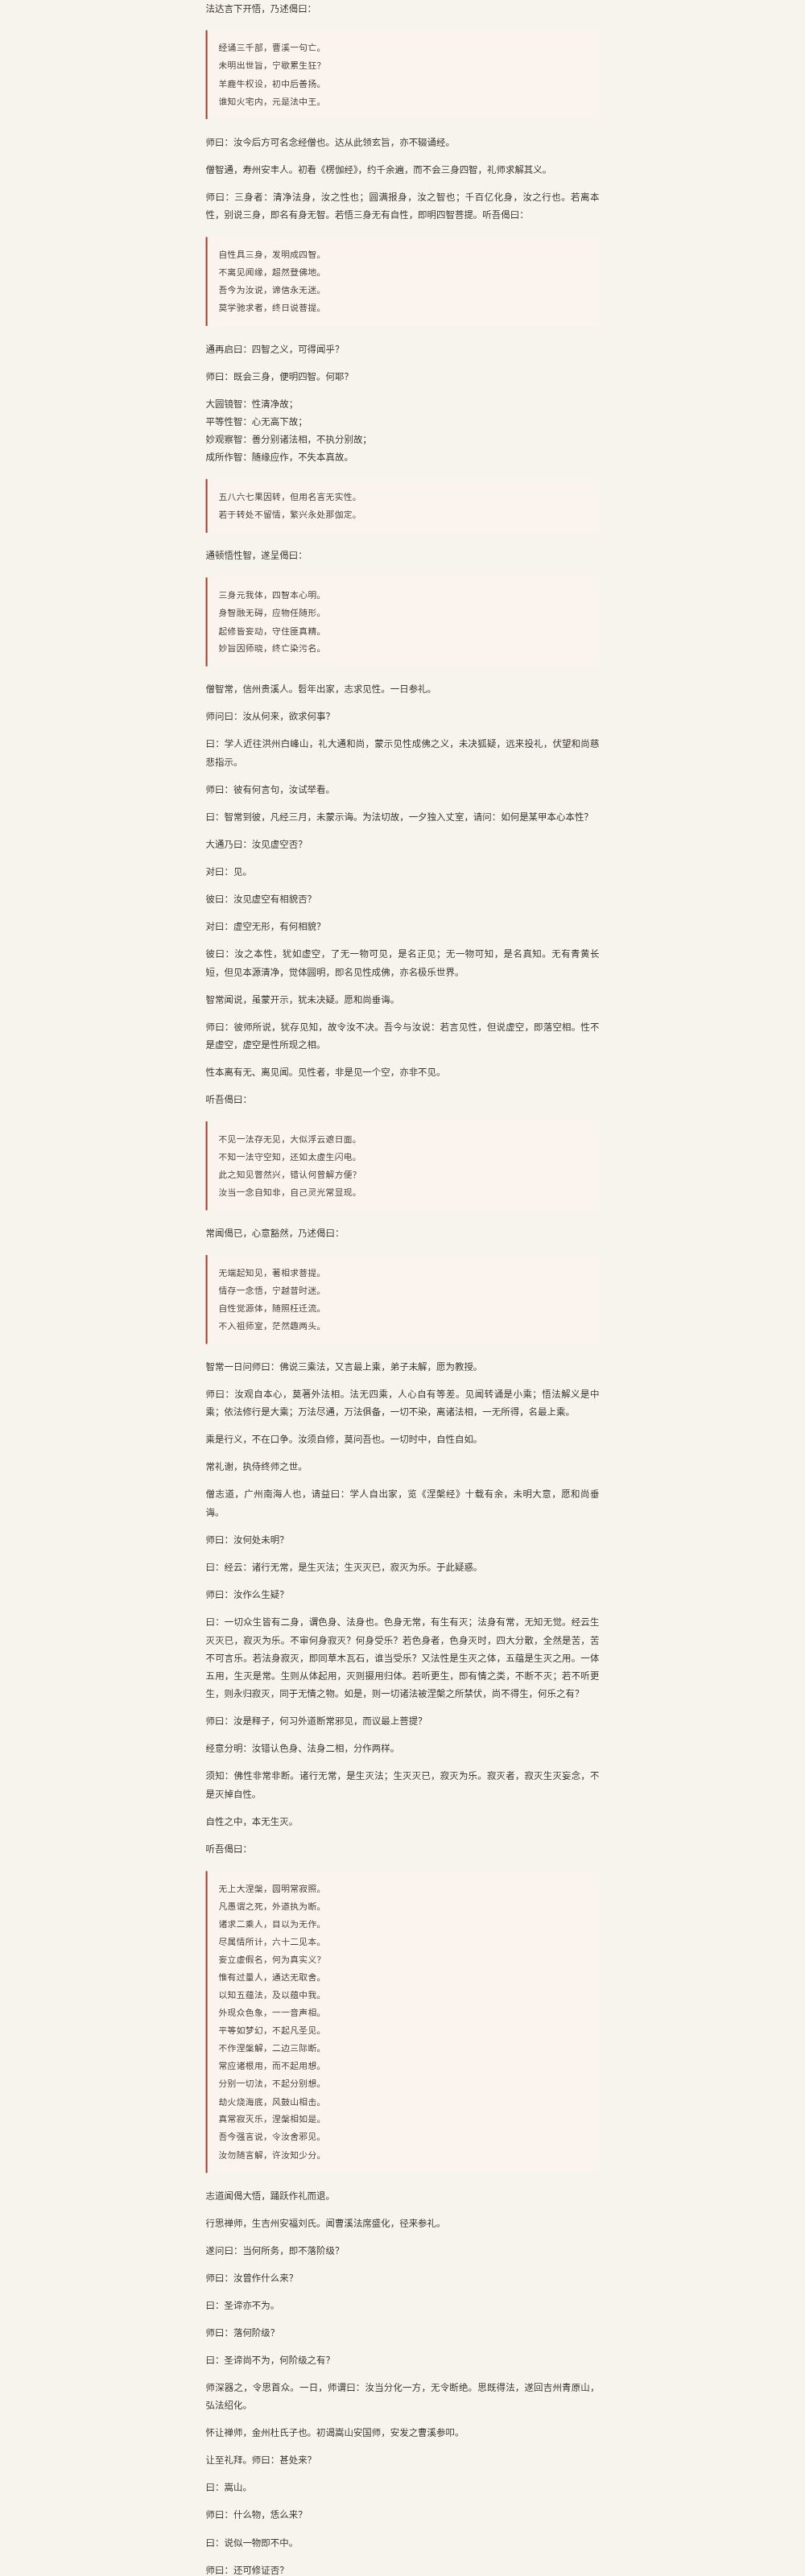 法达言下开悟，乃述偈曰：
经诵三千部，曹溪一句亡。
未明出世旨，宁歇累生狂？
羊鹿牛权设，初中后善扬。
谁知火宅内，元是法中王。
师曰：汝今后方可名念经僧也。达从此领玄旨，亦不辍诵经。
僧智通，寿州安丰人。初看《楞伽经》，约千余遍，而不会三身四智，礼师求解其义。
师曰：三身者：清净法身，汝之性也；圆满报身，汝之智也；千百亿化身，汝之行也。若离本
性，别说三身，即名有身无智。若悟三身无有自性，即明四智菩提。听吾偈曰：
自性具三身，发明成四智。
不离见闻缘，超然登佛地。
吾今为汝说，谛信永无迷。
莫学驰求者，终日说菩提。
通再启曰：四智之义，可得闻乎？
师曰：既会三身，便明四智。何耶？
大圆镜智：性清净故；
平等性智：心无高下故；
妙观察智：善分别诸法相，不执分别故；
成所作智：随缘应作，不失本真故。
五八六七果因转，但用名言无实性。
若于转处不留情，繁兴永处那伽定。
通顿悟性智，遂呈偈曰：
三身元我体，四智本心明。
身智融无碍，应物任随形。
起修皆妄动，守住匪真精。
妙旨因师晓，终亡染污名。
僧智常，信州贵溪人。髫年出家，志求见性。一日参礼。
师问曰：汝从何来，欲求何事？
曰：学人近往洪州白峰山，礼大通和尚，蒙示见性成佛之义，未决狐疑，远来投礼，伏望和尚慈
悲指示。
师曰：彼有何言句，汝试举看。
曰：智常到彼，凡经三月，未蒙示诲。为法切故，一夕独入丈室，请问：如何是某甲本心本性？
大通乃曰：汝见虚空否？
对曰：见。
彼曰：汝见虚空有相貌否？
对曰：虚空无形，有何相貌？
彼曰：汝之本性，犹如虚空，了无一物可见，是名正见；无一物可知，是名真知。无有青黄长
短，但见本源清净，觉体圆明，即名见性成佛，亦名极乐世界。
智常闻说，虽蒙开示，犹未决疑。愿和尚垂诲。
师曰：彼师所说，犹存见知，故令汝不决。吾今与汝说：若言见性，但说虚空，即落空相。性不
是虚空，虚空是性所现之相。
性本离有无、离见闻。见性者，非是见一个空，亦非不见。
听吾偈曰：
不见一法存无见，大似浮云遮日面。
不知一法守空知，还如太虚生闪电。
此之知见瞥然兴，错认何曾解方便？
汝当一念自知非，自己灵光常显现。
常闻偈已，心意豁然，乃述偈曰：
无端起知见，著相求菩提。
情存一念悟，宁越昔时迷。
自性觉源体，随照枉迁流。
不入祖师室，茫然趣两头。
智常一日问师曰：佛说三乘法，又言最上乘，弟子未解，愿为教授。
师曰：汝观自本心，莫著外法相。法无四乘，人心自有等差。见闻转诵是小乘；悟法解义是中
乘；依法修行是大乘；万法尽通，万法俱备，一切不染，离诸法相，一无所得，名最上乘。
乘是行义，不在口争。汝须自修，莫问吾也。一切时中，自性自如。
常礼谢，执侍终师之世。
僧志道，广州南海人也，请益曰：学人自出家，览《涅槃经》十载有余，未明大意，愿和尚垂
诲。
师曰：汝何处未明？
曰：经云：诸行无常，是生灭法；生灭灭已，寂灭为乐。于此疑惑。
师曰：汝作么生疑？
曰：一切众生皆有二身，谓色身、法身也。色身无常，有生有灭；法身有常，无知无觉。经云生
灭灭已，寂灭为乐。不审何身寂灭？何身受乐？若色身者，色身灭时，四大分散，全然是苦，苦
不可言乐。若法身寂灭，即同草木瓦石，谁当受乐？又法性是生灭之体，五蕴是生灭之用。一体
五用，生灭是常。生则从体起用，灭则摄用归体。若听更生，即有情之类，不断不灭；若不听更
生，则永归寂灭，同于无情之物。如是，则一切诸法被涅槃之所禁伏，尚不得生，何乐之有？
师曰：汝是释子，何习外道断常邪见，而议最上菩提？
经意分明：汝错认色身、法身二相，分作两样。
须知：佛性非常非断。诸行无常，是生灭法；生灭灭已，寂灭为乐。寂灭者，寂灭生灭妄念，不
是灭掉自性。
自性之中，本无生灭。
听吾偈曰：
无上大涅槃，圆明常寂照。
凡愚谓之死，外道执为断。
诸求二乘人，目以为无作。
尽属情所计，六十二见本。
妄立虚假名，何为真实义？
惟有过量人，通达无取舍。
以知五蕴法，及以蕴中我。
外现众色象，一一音声相。
平等如梦幻，不起凡圣见。
不作涅槃解，二边三际断。
常应诸根用，而不起用想。
分别一切法，不起分别想。
劫火烧海底，风鼓山相击。
真常寂灭乐，涅槃相如是。
吾今强言说，令汝舍邪见。
汝勿随言解，许汝知少分。
志道闻偈大悟，踊跃作礼而退。
行思禅师，生吉州安福刘氏。闻曹溪法席盛化，径来参礼。
遂问曰：当何所务，即不落阶级？
师曰：汝曾作什么来？
曰：圣谛亦不为。
师曰：落何阶级？
曰：圣谛尚不为，何阶级之有？
师深器之，令思首众。一日，师谓曰：汝当分化一方，无令断绝。思既得法，遂回吉州青原山，
弘法绍化。
怀让禅师，金州杜氏子也。初谒嵩山安国师，安发之曹溪参叩。
让至礼拜。师曰：甚处来？
曰：嵩山。
师曰：什么物，恁么来？
曰：说似一物即不中。
师曰：还可修证否？